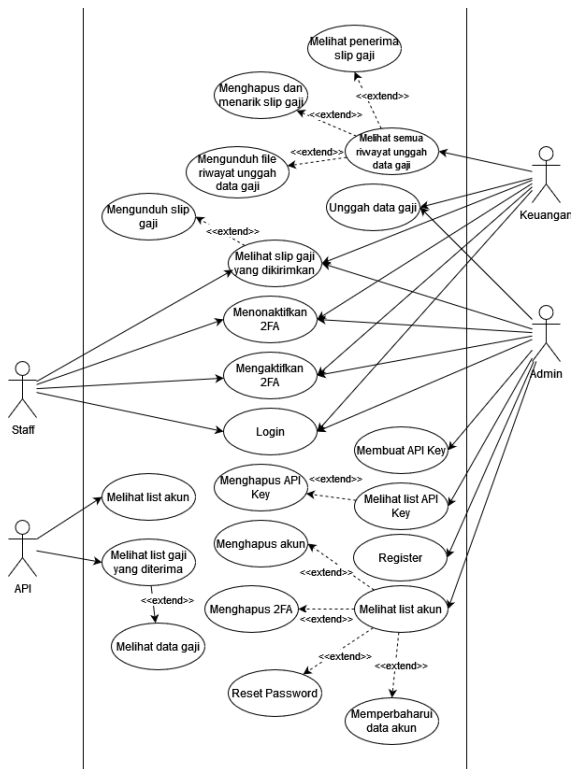 Melihat penerima
slip gaji
Menghapus dan
menarik slip gaji
<<extend>>
<<extend>>
Melihat semua
riwayat unggah
data gaji
<<extend>>
Mengunduh file
riwayat unggah
data gaji
Keuangan
Unggah data gaji
Mengunduh slip
gaji
<<extend>>
Melihat slip gaji
yang dikirimkan
Menonaktifkan
2FA
Admin
Mengaktifkan
2FA
Staff
Login
Membuat API Key
Menghapus API
Key
<<extend>>
Melihat list API
Key
Melihat list akun
Menghapus akun
Register
API
Melihat list gaji
yang diterima
<<extend>>
<<extend>>
Menghapus 2FA
<<extend>>
Melihat list akun
Melihat data gaji
<<extend>>
<<extend>>
Reset Password
Memperbaharui
data akun